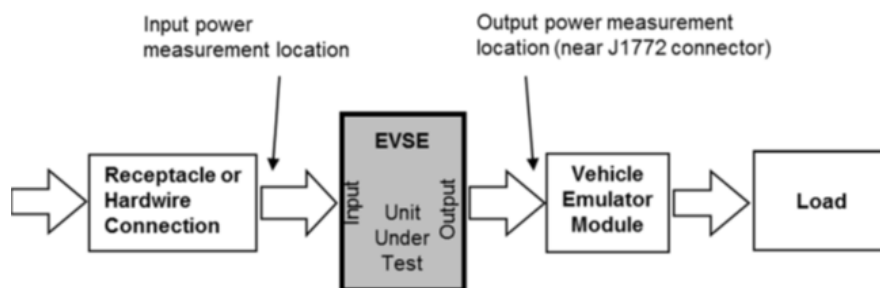 Input power
measurement location
Output power measurement
location (near J1772 connector)
Receptacle or
Hardwire
Connection
EVSE
Input
Unit
Under
Test
Output
Vehicle
Emulator
Module
Load